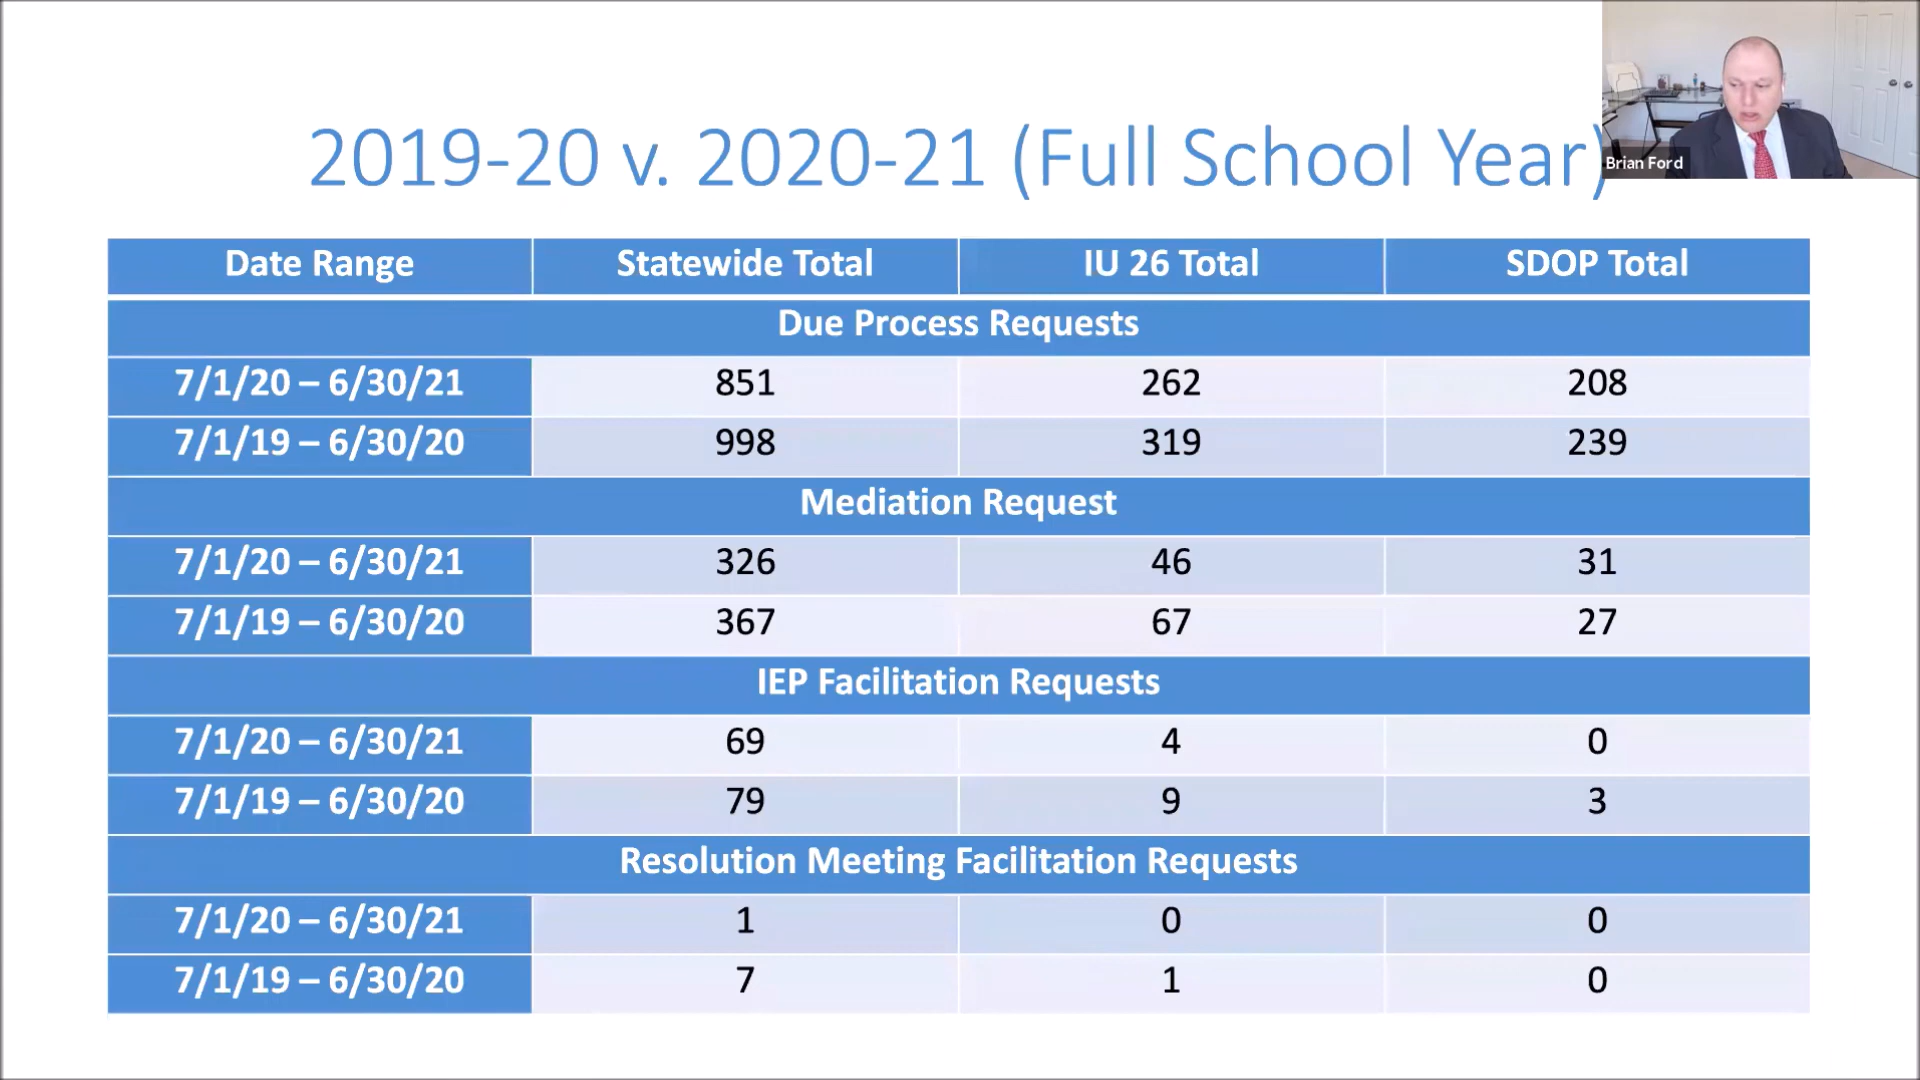 2019-20 v. 2020-21 (Full School Year)
Brian Ford
Date Range Statewide Total IU 26 Total SDOP Total
Due Process Requests
7/1/20 – 6/30/21 851 262 208
7/1/19 – 6/30/20 998 319 239
Mediation Request
7/1/20 – 6/30/21 326 46 31
7/1/19 – 6/30/20 367 67 27
IEP Facilitation Requests
7/1/20 – 6/30/21 69 4 0
7/1/19 – 6/30/20 79 9 3
Resolution Meeting Facilitation Requests
7/1/20 – 6/30/21 1 0 0
7/1/19 – 6/30/20 7 1 0